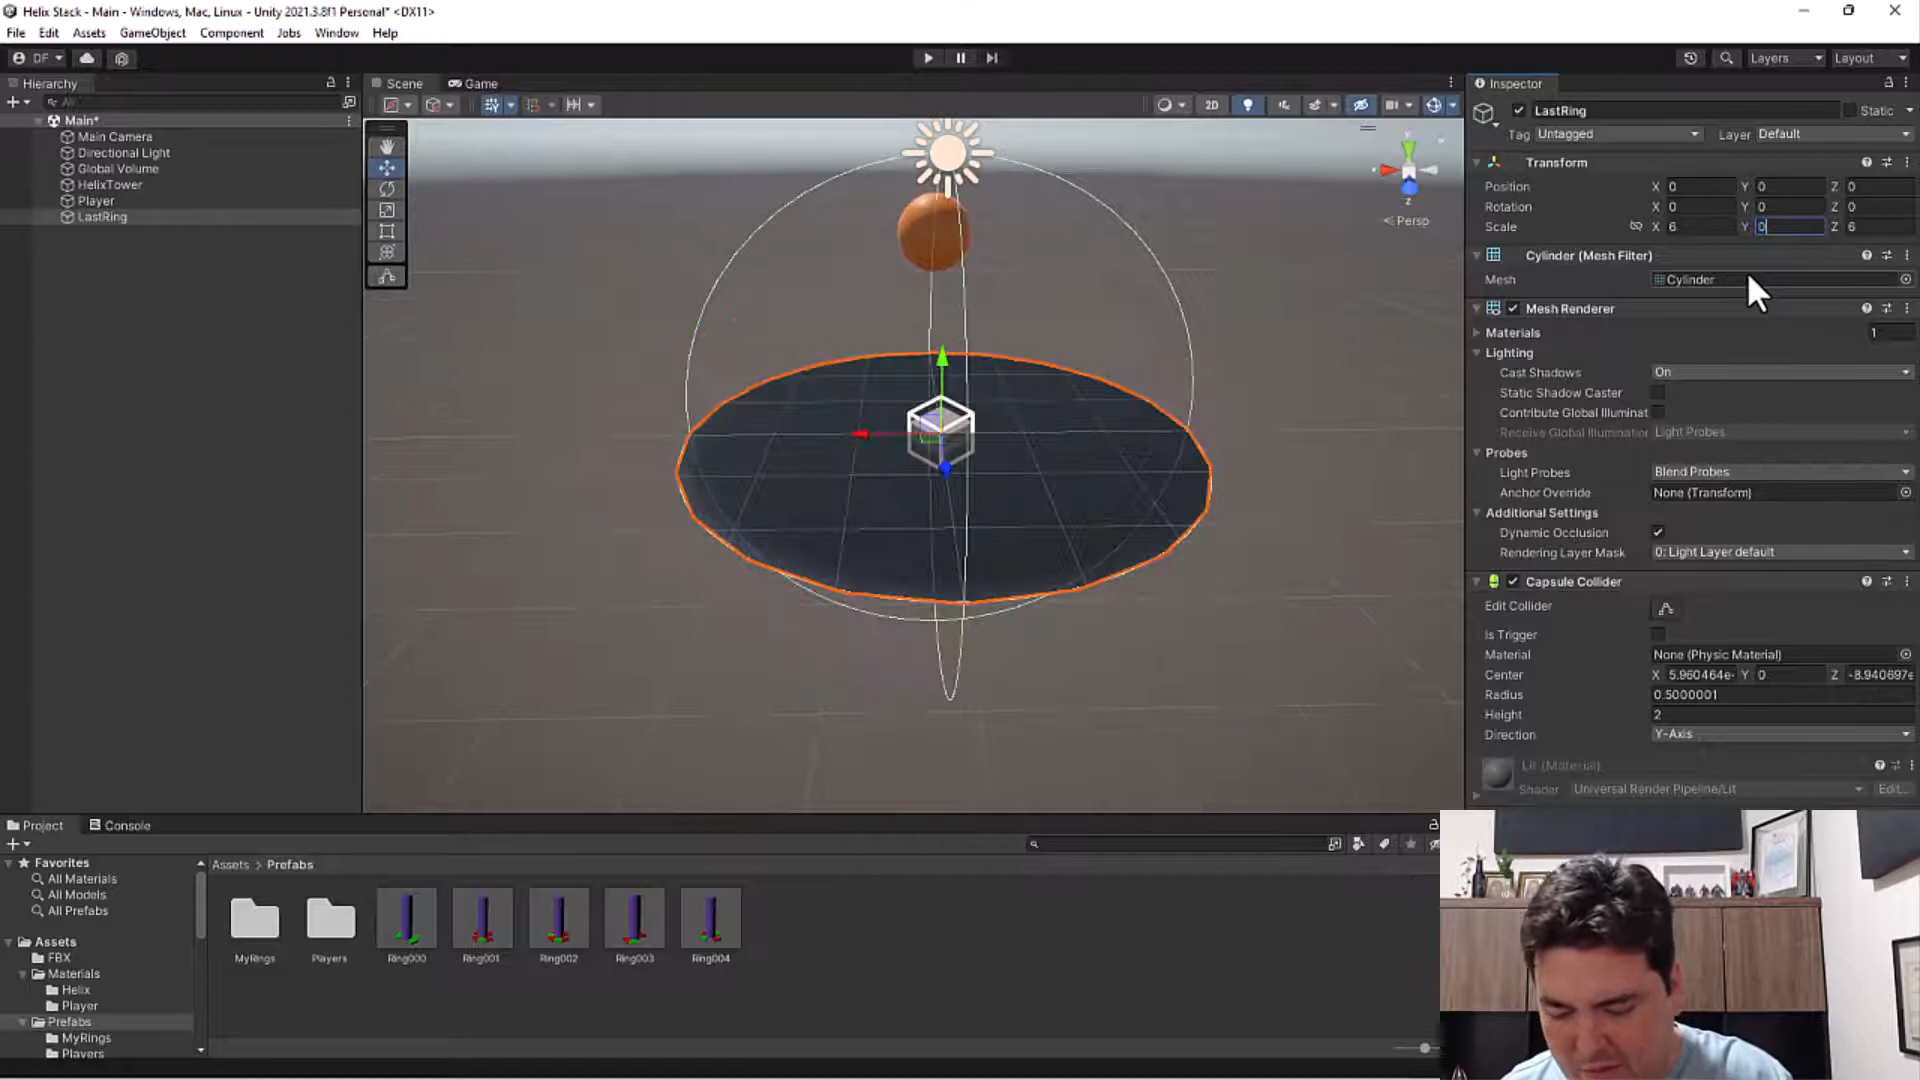 Helix Stack - Main - Windows, Mac, Linux - Unity 2021.3.8f1 Personal* <DX11>
File Edit Assets GameObject Component Jobs Window Help
DF Layers Layout
Hierarchy Scene Game Inspector
All
Main*
Main Camera
Directional Light
Global Volume
HelixTower
Player
LastRing
2D
Y
Z
< Persp
LastRing Static
Tag Untagged Layer Default
Transform
Position X 0 Y 0 Z 0
Rotation X 0 Y 0 Z 0
Scale X 6 Y 0 Z 6
Cylinder (Mesh Filter)
Mesh Cylinder
Mesh Renderer
Materials 1
Lighting
Cast Shadows On
Static Shadow Caster
Contribute Global Illuminat
Receive Global Illumination Light Probes
Probes
Light Probes Blend Probes
Anchor Override None (Transform)
Additional Settings
Dynamic Occlusion
Rendering Layer Mask 0: Light Layer default
Capsule Collider
Edit Collider
Is Trigger
Material None (Physic Material)
Center X 5.960464e- Y 0 Z -8.940697e
Radius 0.5000001
Height 2
Direction Y-Axis
Lit (Material)
Shader Universal Render Pipeline/Lit Edit...
Project Console
Favorites
All Materials
All Models
All Prefabs
Assets
FBX
Materials
Helix
Player
Prefabs
MyRings
Players
Assets > Prefabs
MyRings Players Ring000 Ring001 Ring002 Ring003 Ring004